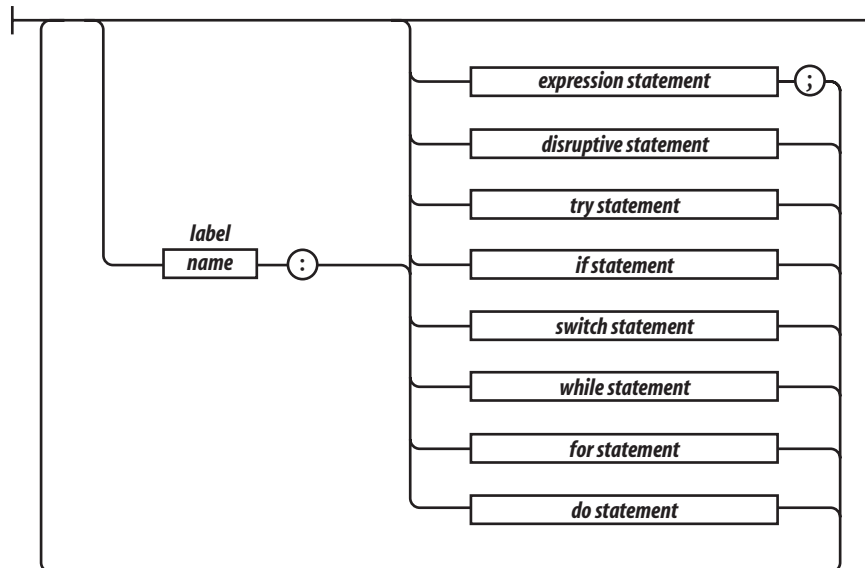 expression statement ;
disruptive statement
try statement
label
name :
if statement
switch statement
while statement
for statement
do statement